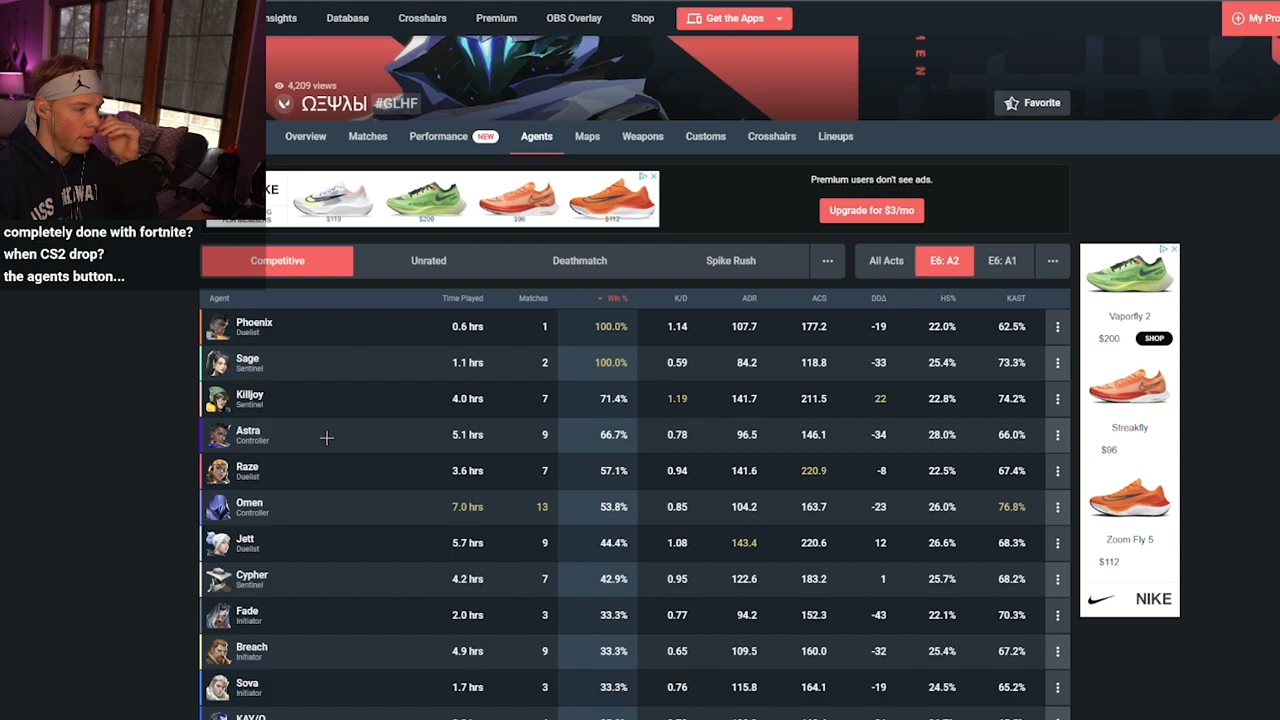 nsights Database Crosshairs Premium OBS Overlay Shop Get the Apps My Pro
4,209 views
ΩΞΨλЫ #GLHF
MEN
Favorite
Overview Matches Performance NEW Agents Maps Weapons Customs Crosshairs Lineups
KE
FOR MEMBERS
$119 $200 $96 $112
Premium users don't see ads.
Upgrade for $3/mo
completely done with fortnite?
when CS2 drop?
the agents button...
Competitive Unrated Deathmatch Spike Rush ••• All Acts E6: A2 E6: A1 •••
Agent Time Played Matches Win % K/D ADR ACS DDΔ HS% KAST
Phoenix 0.6 hrs 1 100.0% 1.14 107.7 177.2 -19 22.0% 62.5%
Duelist
Sage 1.1 hrs 2 100.0% 0.59 84.2 118.8 -33 25.4% 73.3%
Sentinel
Killjoy 4.0 hrs 7 71.4% 1.19 141.7 211.5 22 22.8% 74.2%
Sentinel
Astra 5.1 hrs 9 66.7% 0.78 96.5 146.1 -34 28.0% 66.0%
Controller
Raze 3.6 hrs 7 57.1% 0.94 141.6 220.9 -8 22.5% 67.4%
Duelist
Omen 7.0 hrs 13 53.8% 0.85 104.2 163.7 -23 26.0% 76.8%
Controller
Jett 5.7 hrs 9 44.4% 1.08 143.4 220.6 12 26.6% 68.3%
Duelist
Cypher 4.2 hrs 7 42.9% 0.95 122.6 183.2 1 25.7% 68.2%
Sentinel
Fade 2.0 hrs 3 33.3% 0.77 94.2 152.3 -43 22.1% 70.3%
Initiator
Breach 4.9 hrs 9 33.3% 0.65 109.5 160.0 -32 25.4% 67.2%
Initiator
Sova 1.7 hrs 3 33.3% 0.76 115.8 164.1 -19 24.5% 65.2%
Initiator
KAY/O
Vaporfly 2
$200 SHOP
Streakfly
$96
Zoom Fly 5
$112
NIKE